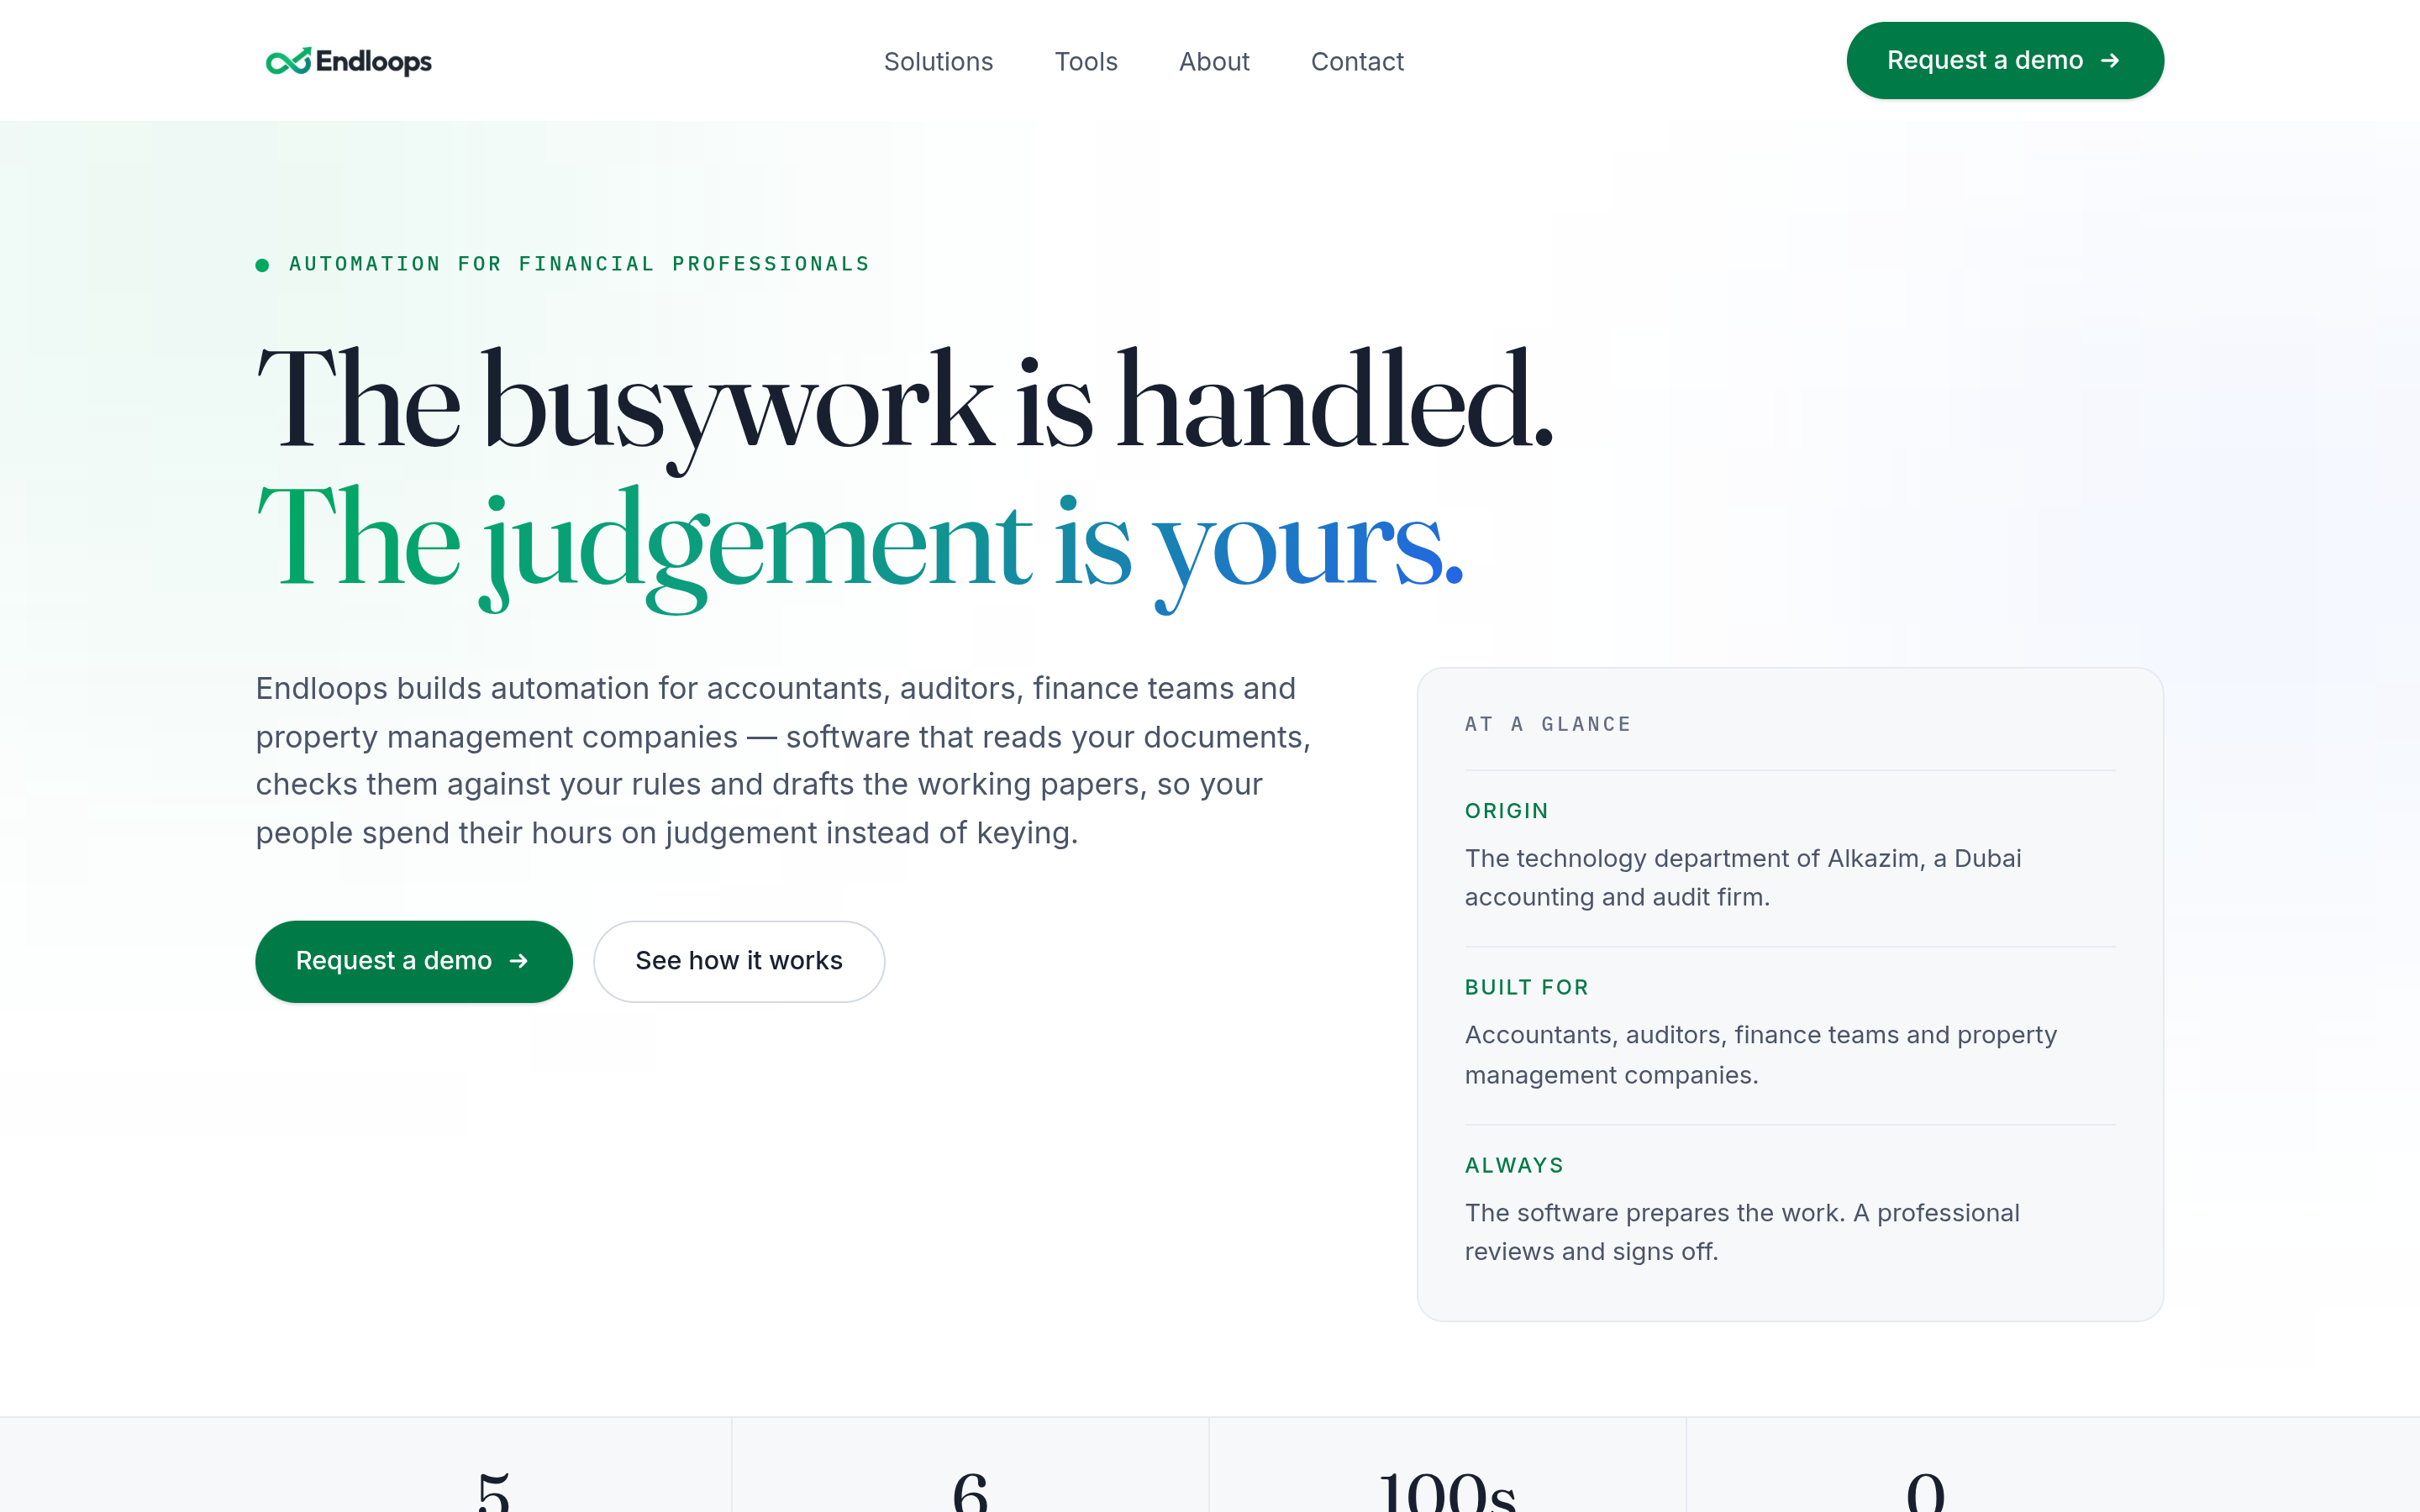 Endloops
Solutions
Tools
About
Contact
Request a demo →
AUTOMATION FOR FINANCIAL PROFESSIONALS
The busywork is handled.
The judgement is yours.
Endloops builds automation for accountants, auditors, finance teams and
property management companies — software that reads your documents,
checks them against your rules and drafts the working papers, so your
people spend their hours on judgement instead of keying.
Request a demo →
See how it works
AT A GLANCE
ORIGIN
The technology department of Alkazim, a Dubai
accounting and audit firm.
BUILT FOR
Accountants, auditors, finance teams and property
management companies.
ALWAYS
The software prepares the work. A professional
reviews and signs off.
5
6
100s
0